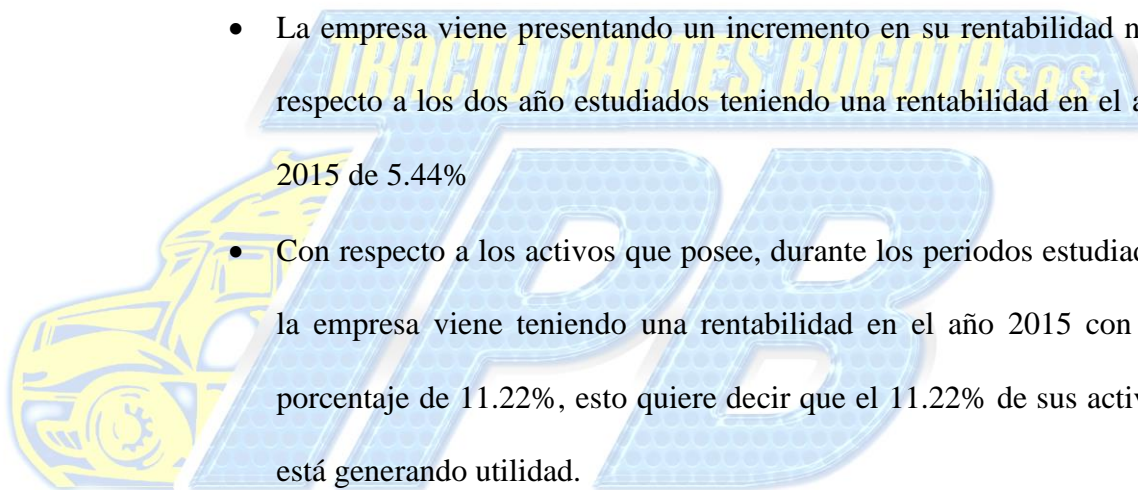 • La empresa viene presentando un incremento en su rentabilidad
TRACTO PARTES BOGOTA S.A.S.
respecto a los dos año estudiados teniendo una rentabilidad en el
2015 de 5.44%
TPB
• Con respecto a los activos que posee, durante los periodos
la empresa viene teniendo una rentabilidad en el año 2015 con
porcentaje de 11.22%, esto quiere decir que el 11.22% de sus
está generando utilidad.